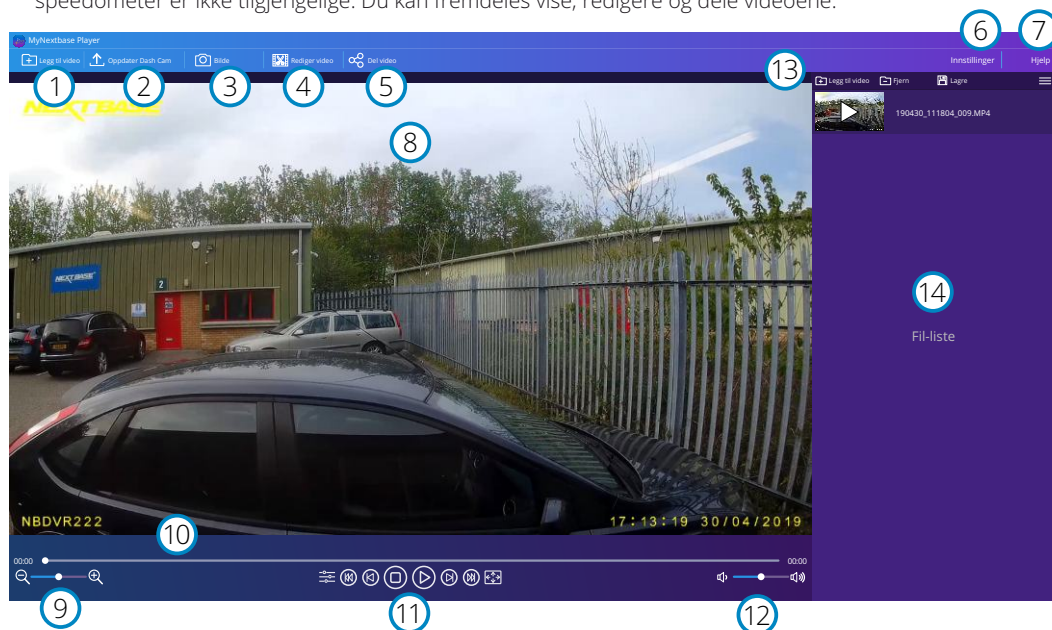 speedometer er ikke tilgjengelige. Du kan fremdeles vise, redigere og dele videoene.
6 7
MyNextbase Player
Legg til video Oppdater Dash Cam Bilde Rediger video Del video Innstillinger Hjelp
1 2 3 4 5 13
Legg til video Fjern Lagre
NEXTBASE
190430_111804_009.MP4
8
NEXTBASE
2
14
Fil-liste
NBDVR222 17:13:19 30/04/2019
10
00:00 00:00
9 11 12